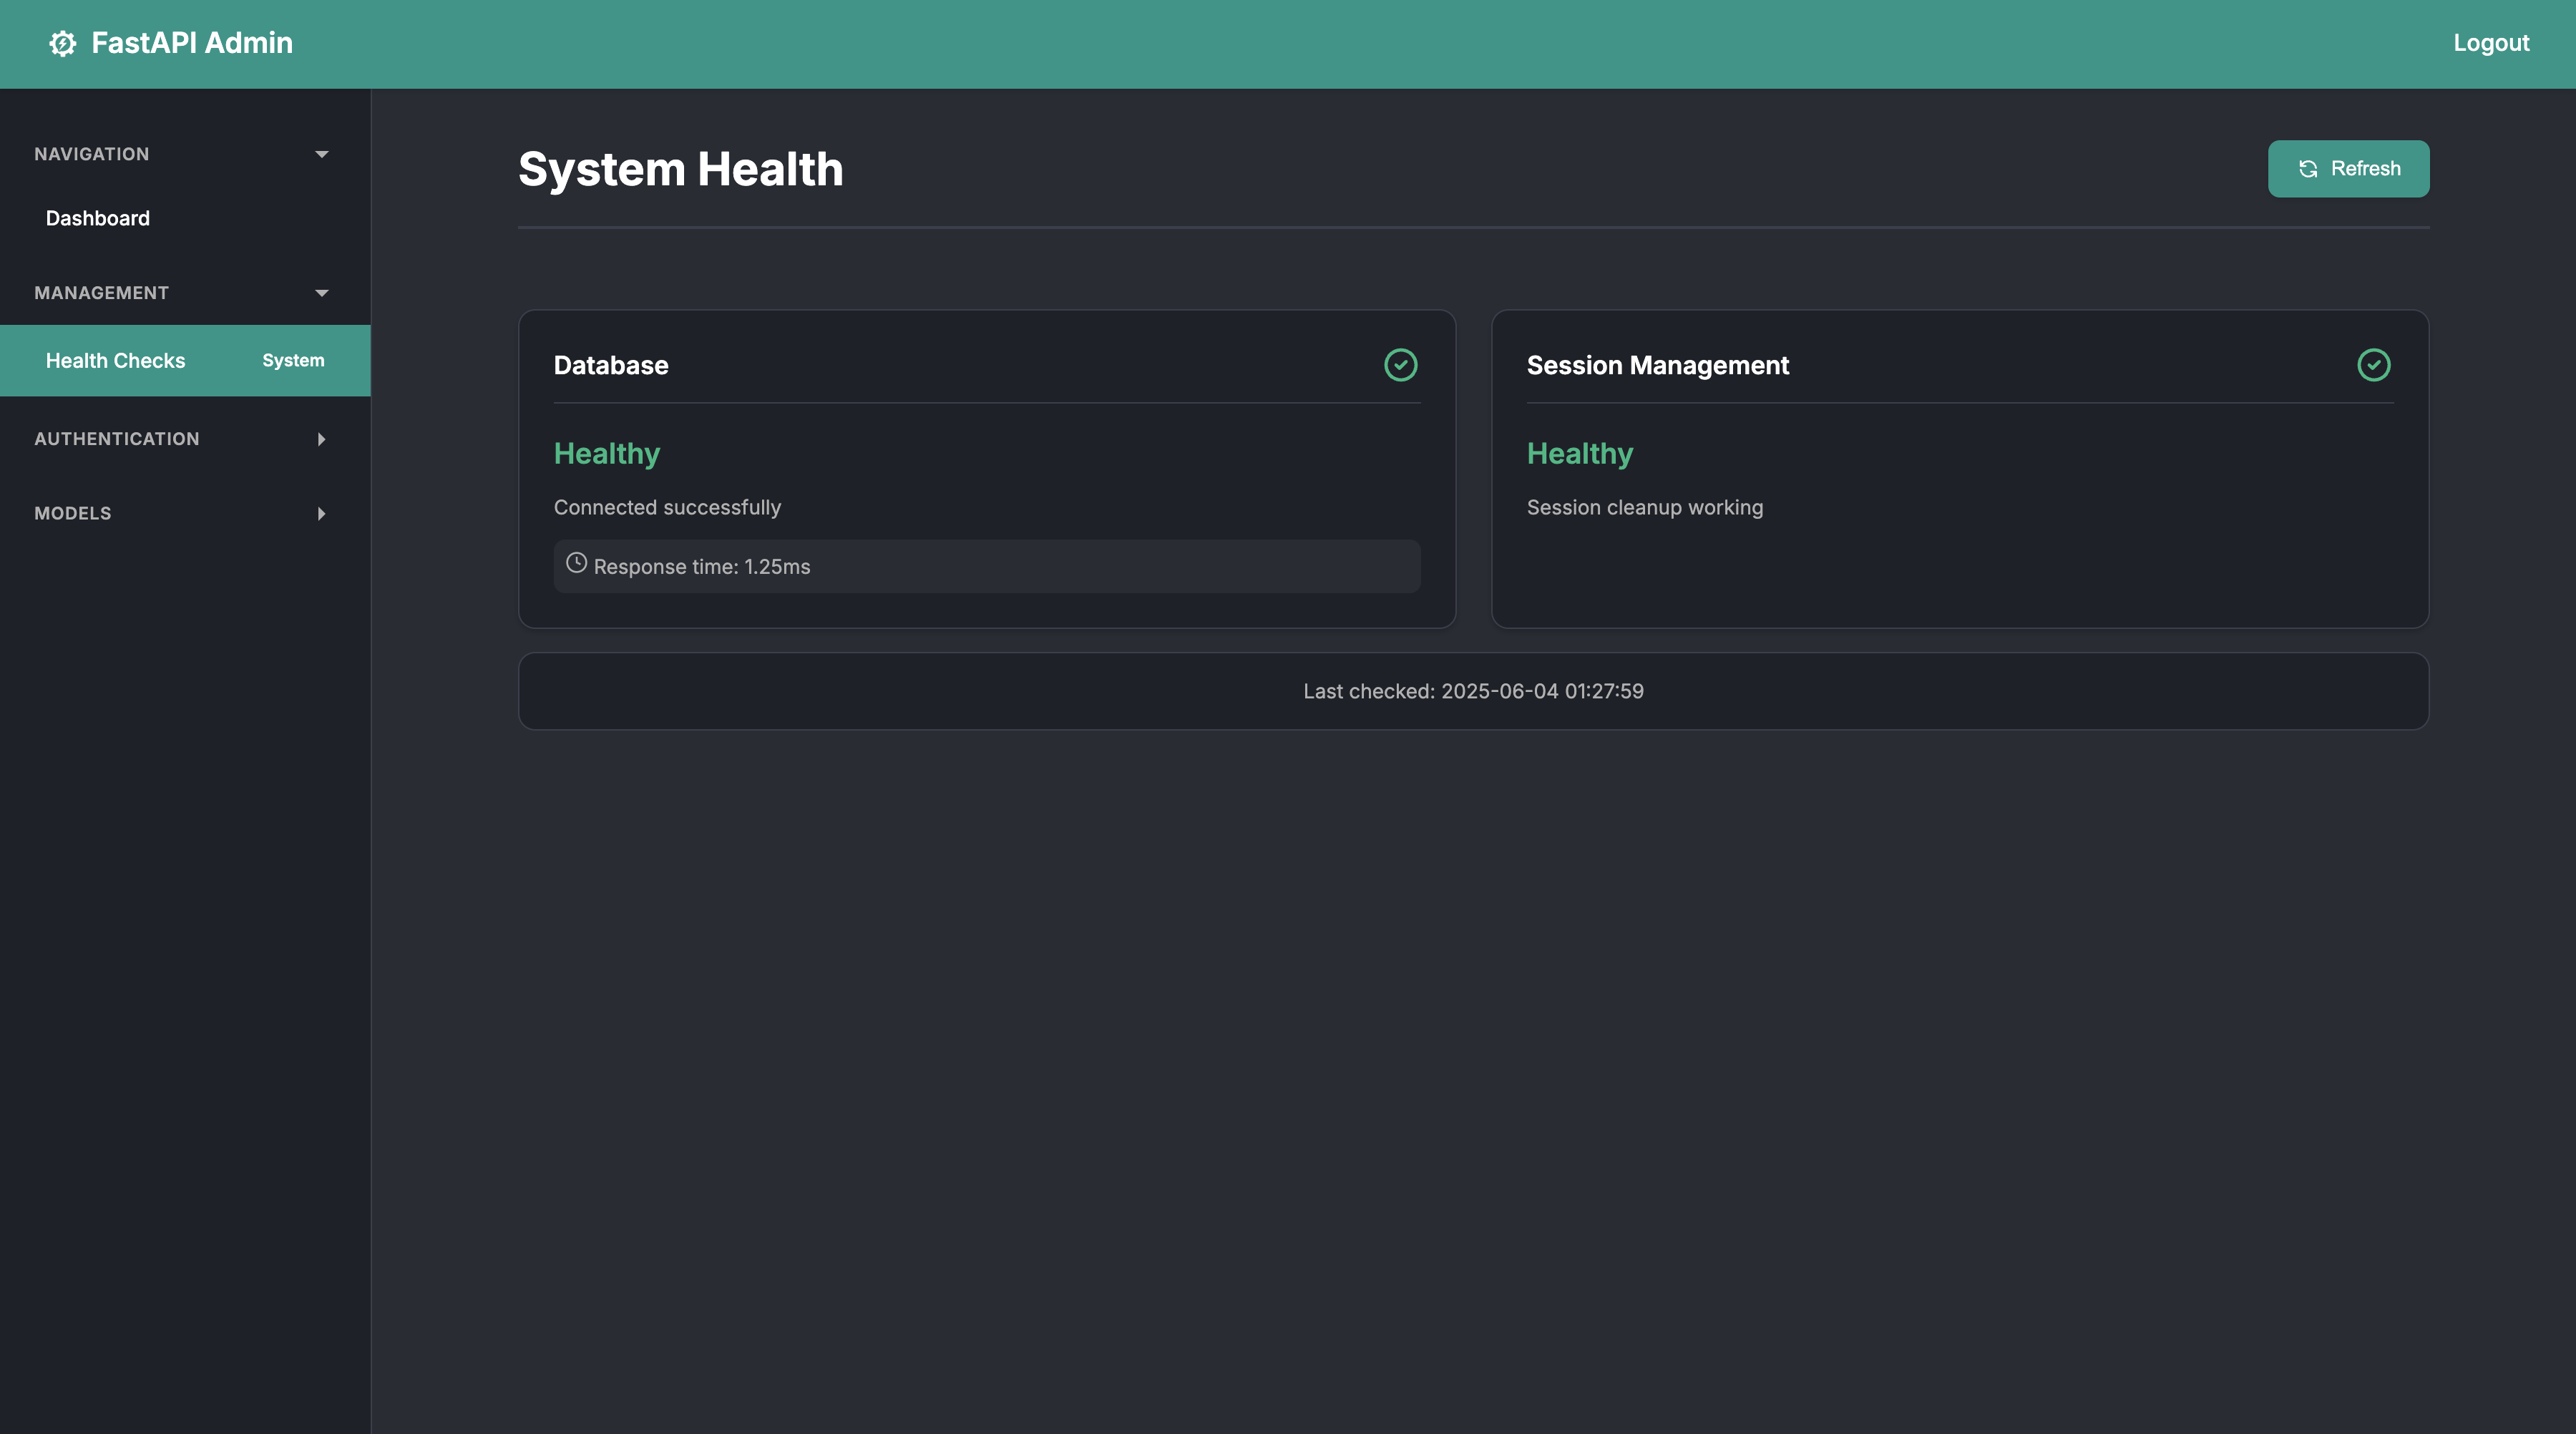 FastAPI Admin
Logout
NAVIGATION
Dashboard
MANAGEMENT
Health Checks System
AUTHENTICATION
MODELS
System Health
Refresh
Database
Healthy
Connected successfully
Response time: 1.25ms
Session Management
Healthy
Session cleanup working
Last checked: 2025-06-04 01:27:59